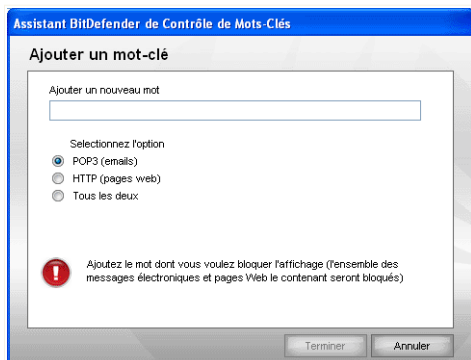 Assistant BitDefender de Contrôle de Mots-Clés
Ajouter un mot-clé
Ajouter un nouveau mot
Selectionnez l'option
POP3 (emails)
HTTP (pages web)
Tous les deux
Ajoutez le mot dont vous voulez bloquer l'affichage (l'ensemble des
messages électroniques et pages Web le contenant seront bloqués)
Terminer Annuler